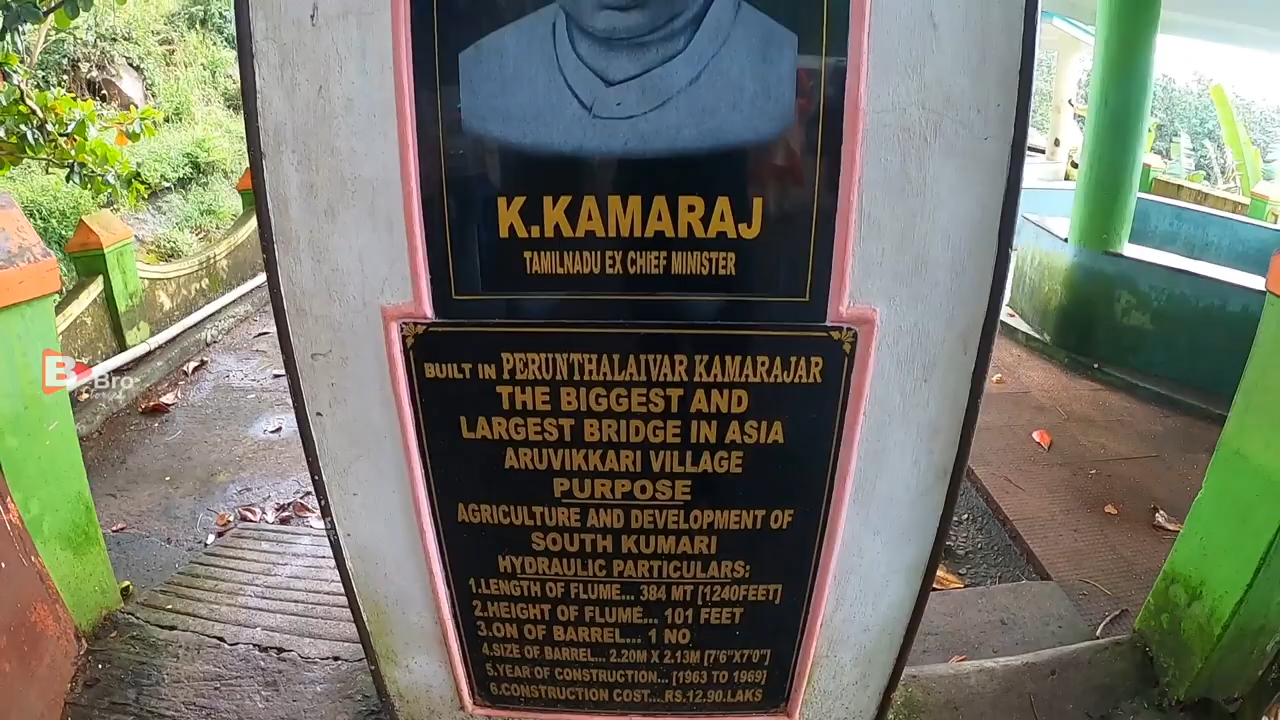 K.KAMARAJ
TAMILNADU EX CHIEF MINISTER
BUILT IN PERUNTHALAIVAR KAMARAJAR
THE BIGGEST AND
LARGEST BRIDGE IN ASIA
ARUVIKKARI VILLAGE
PURPOSE
AGRICULTURE AND DEVELOPMENT OF
SOUTH KUMARI
HYDRAULIC PARTICULARS:
1.LENGTH OF FLUME... 384 MT [1240FEET]
2.HEIGHT OF FLUME... 101 FEET
3.ON OF BARREL... 1 NO
4.SIZE OF BARREL... 2.20M X 2.13M [7'6"X7'0"]
5.YEAR OF CONSTRUCTION... [1963 TO 1969]
6.CONSTRUCTION COST....RS.12.90.LAKS
B Bro